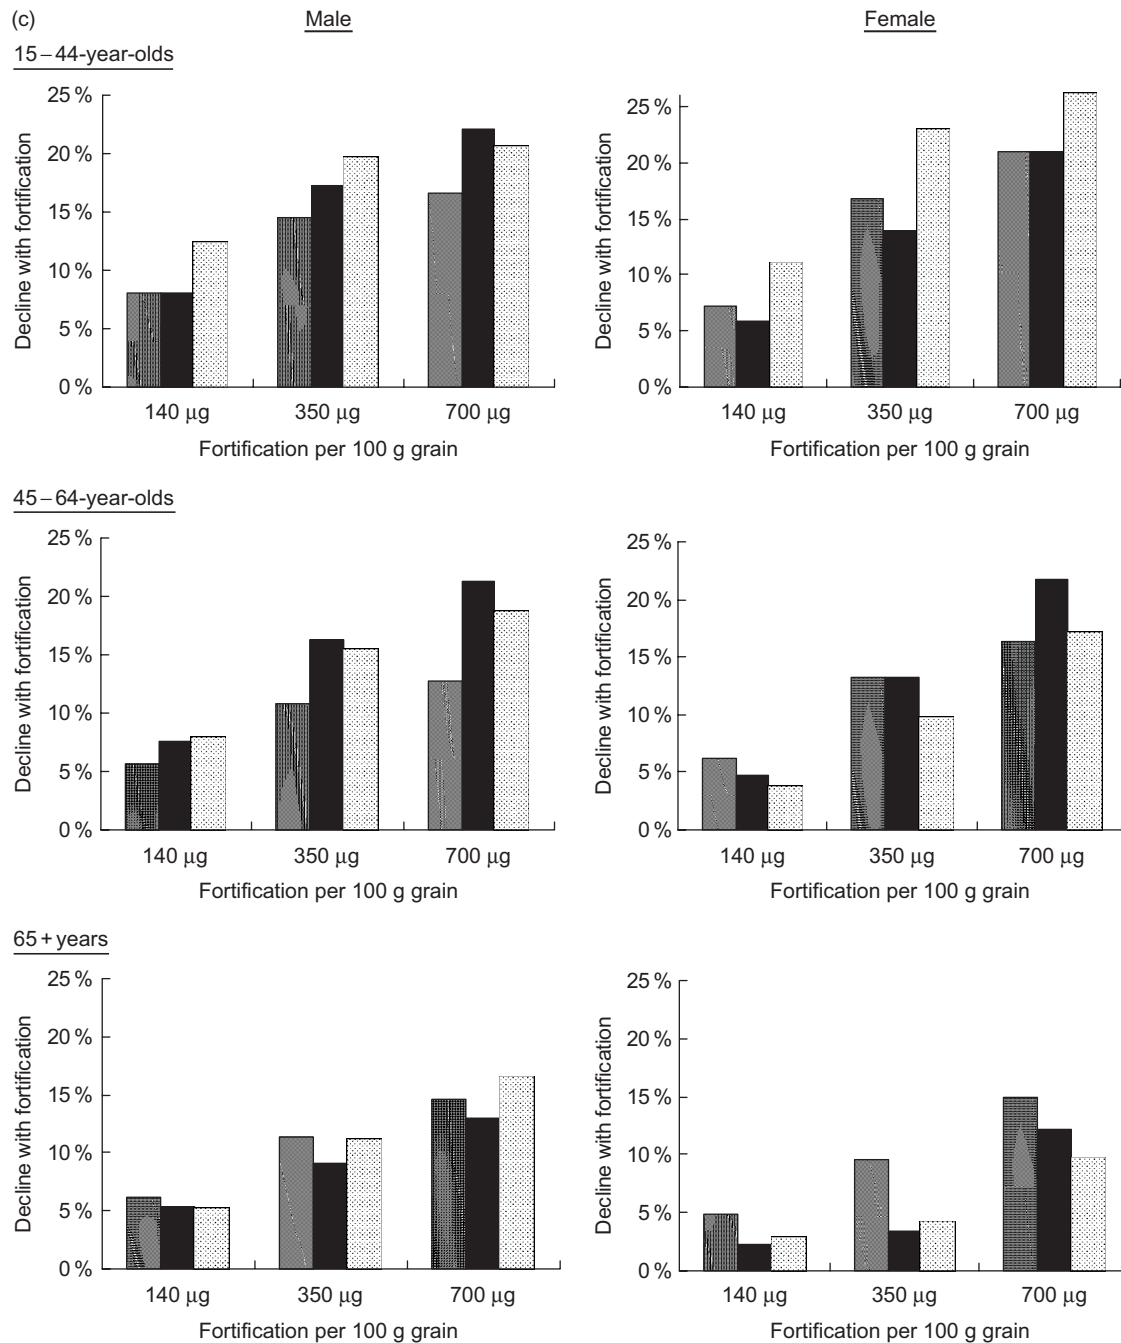 (c)
Male
Female
15–44-year-olds
25 %
20 %
15 %
10 %
5 %
0 %
Decline with fortification
140 µg
350 µg
700 µg
Fortification per 100 g grain
25 %
20 %
15 %
10 %
5 %
0 %
Decline with fortification
140 µg
350 µg
700 µg
Fortification per 100 g grain
45–64-year-olds
25 %
20 %
15 %
10 %
5 %
0 %
Decline with fortification
140 µg
350 µg
700 µg
Fortification per 100 g grain
25 %
20 %
15 %
10 %
5 %
0 %
Decline with fortification
140 µg
350 µg
700 µg
Fortification per 100 g grain
65+years
25 %
20 %
15 %
10 %
5 %
0 %
Decline with fortification
140 µg
350 µg
700 µg
Fortification per 100 g grain
25 %
20 %
15 %
10 %
5 %
0 %
Decline with fortification
140 µg
350 µg
700 µg
Fortification per 100 g grain